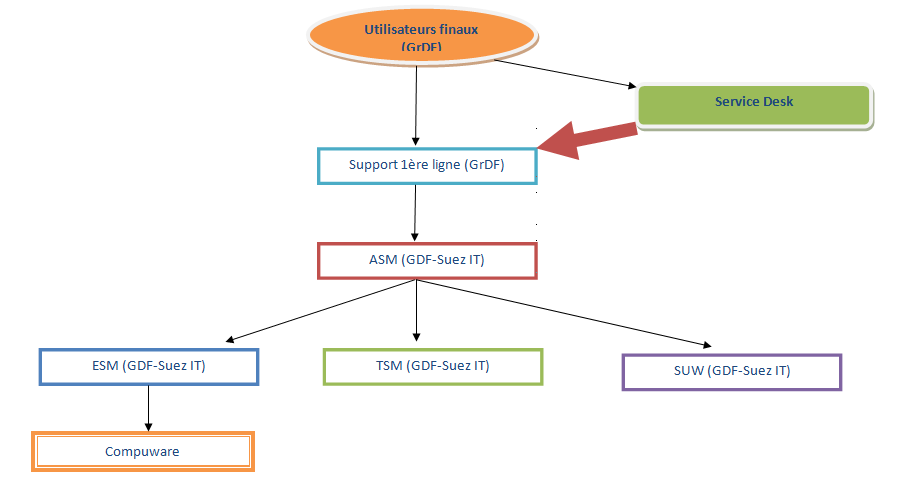 Utilisateurs finaux
(GrDF)
Service Desk
Support 1ère ligne (GrDF)
ASM (GDF-Suez IT)
ESM (GDF-Suez IT)
TSM (GDF-Suez IT)
SUW (GDF-Suez IT)
Compuware